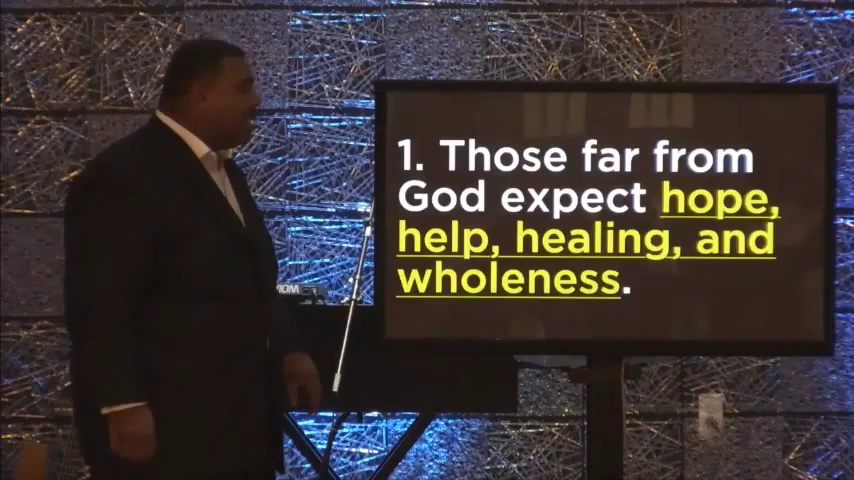 1. Those far from
God expect hope,
help, healing, and
wholeness.